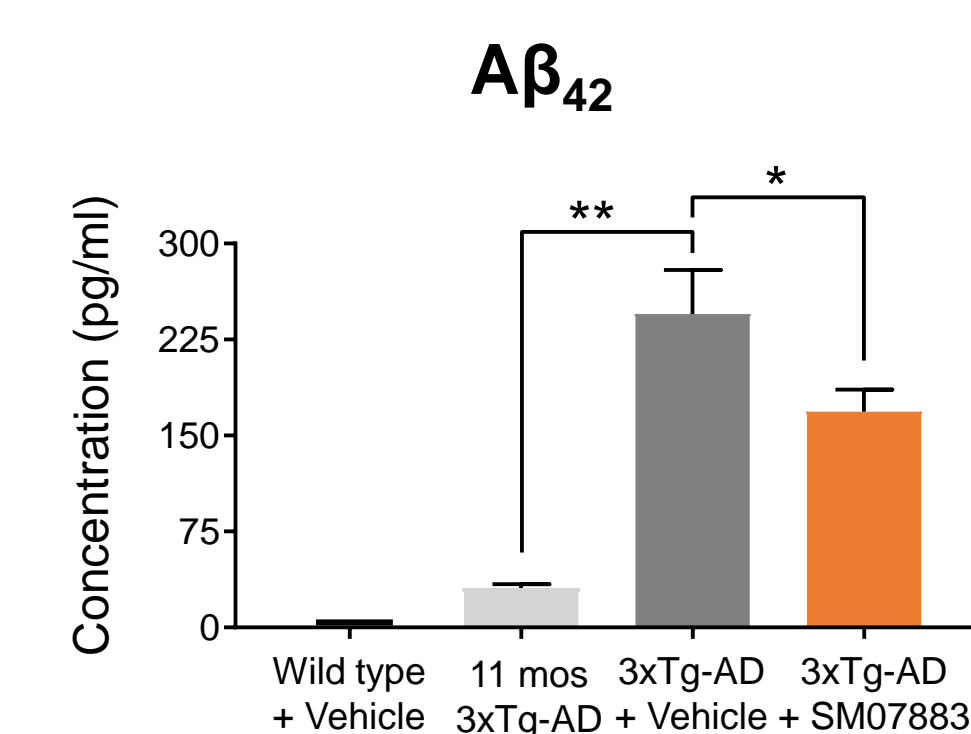 Aβ42
*
**
Concentration (pg/ml)
300
225
150
75
0
Wild type
+ Vehicle
11 mos
3xTg-AD
3xTg-AD
+ Vehicle
3xTg-AD
+ SM07883